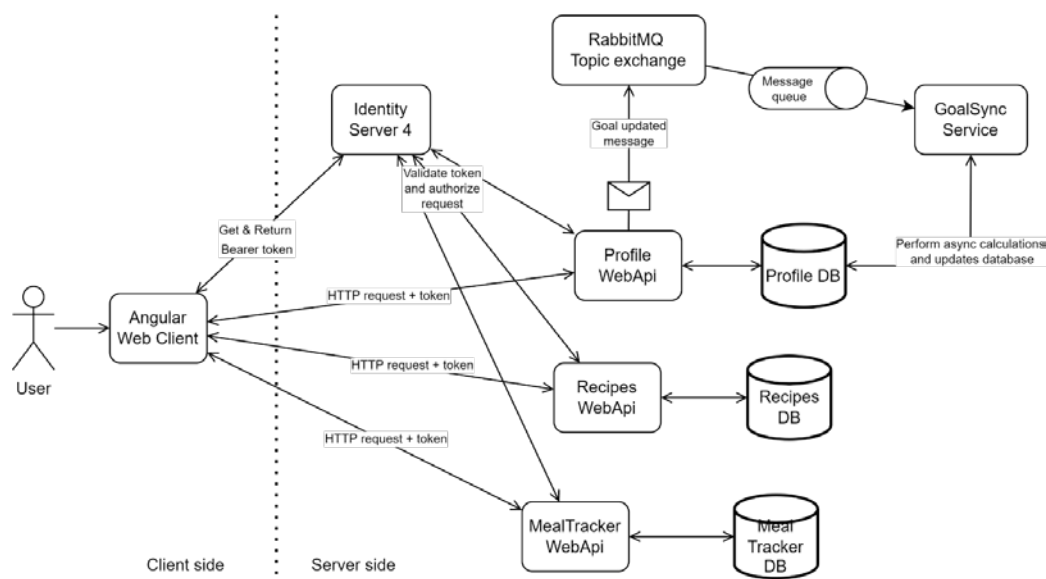 RabbitMQ
Topic exchange
Message
queue
Identity
Server 4
GoalSync
Service
Goal updated
message
Validate token
and authorize
request
Get & Return
Bearer token
Profile
WebApi
Profile DB
Perform async calculations
and updates database
HTTP request + token
Angular
Web Client
User
HTTP request + token
Recipes
WebApi
Recipes
DB
HTTP request + token
MealTracker
WebApi
Meal
Tracker
DB
Client side
Server side